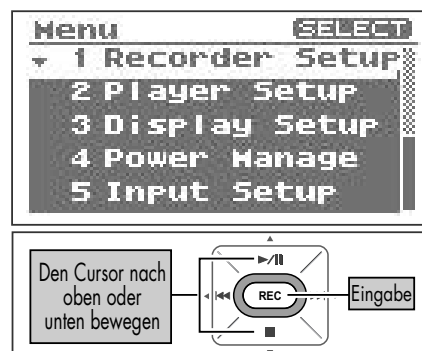 Menu SELECT
1 Recorder Setup
2 Player Setup
3 Display Setup
4 Power Manage
5 Input Setup
Den Cursor nach
oben oder
unten bewegen
REC
Eingabe